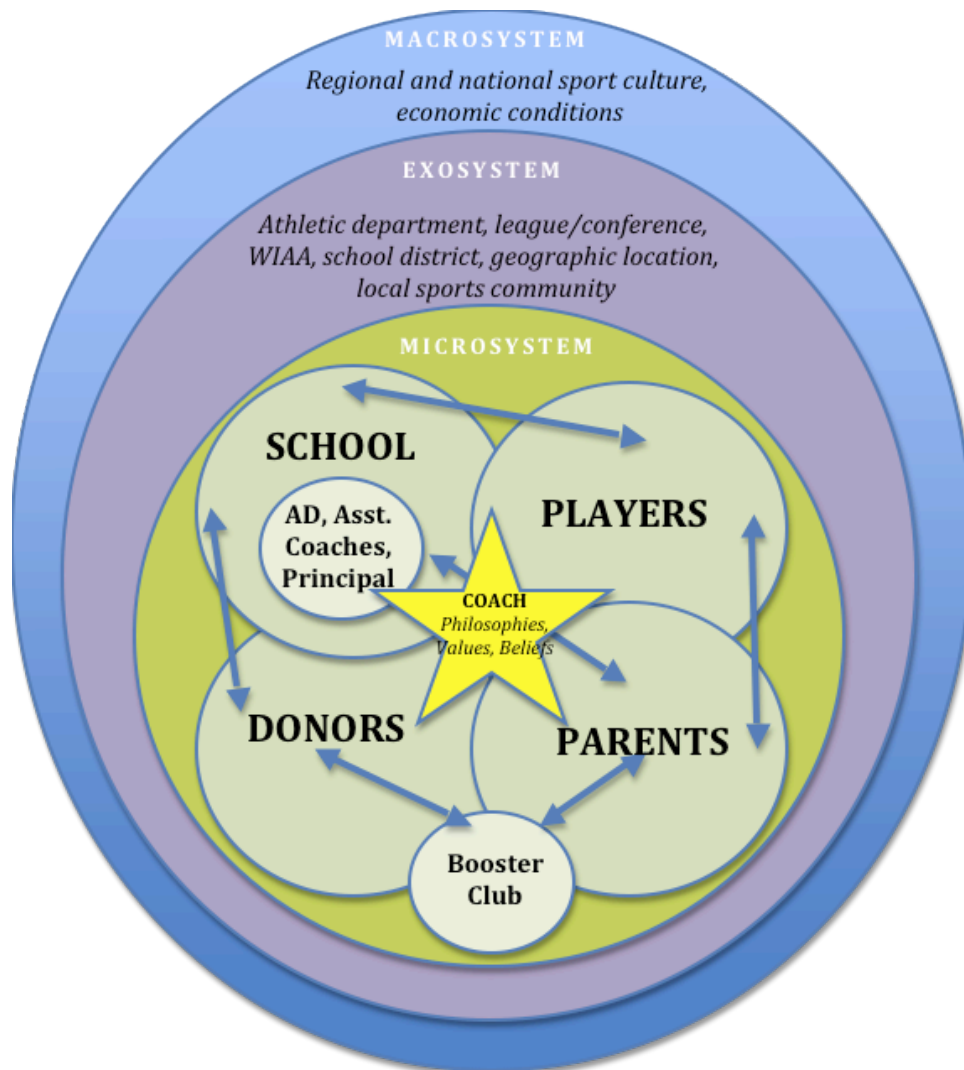 MACROSYSTEM
Regional and national sport culture,
economic conditions
EXOSYSTEM
Athletic department, league/conference,
WIAA, school district, geographic location,
local sports community
MICROSYSTEM
SCHOOL
AD, Asst.
Coaches,
Principal
PLAYERS
COACH
Philosophies,
Values, Beliefs
DONORS
PARENTS
Booster
Club